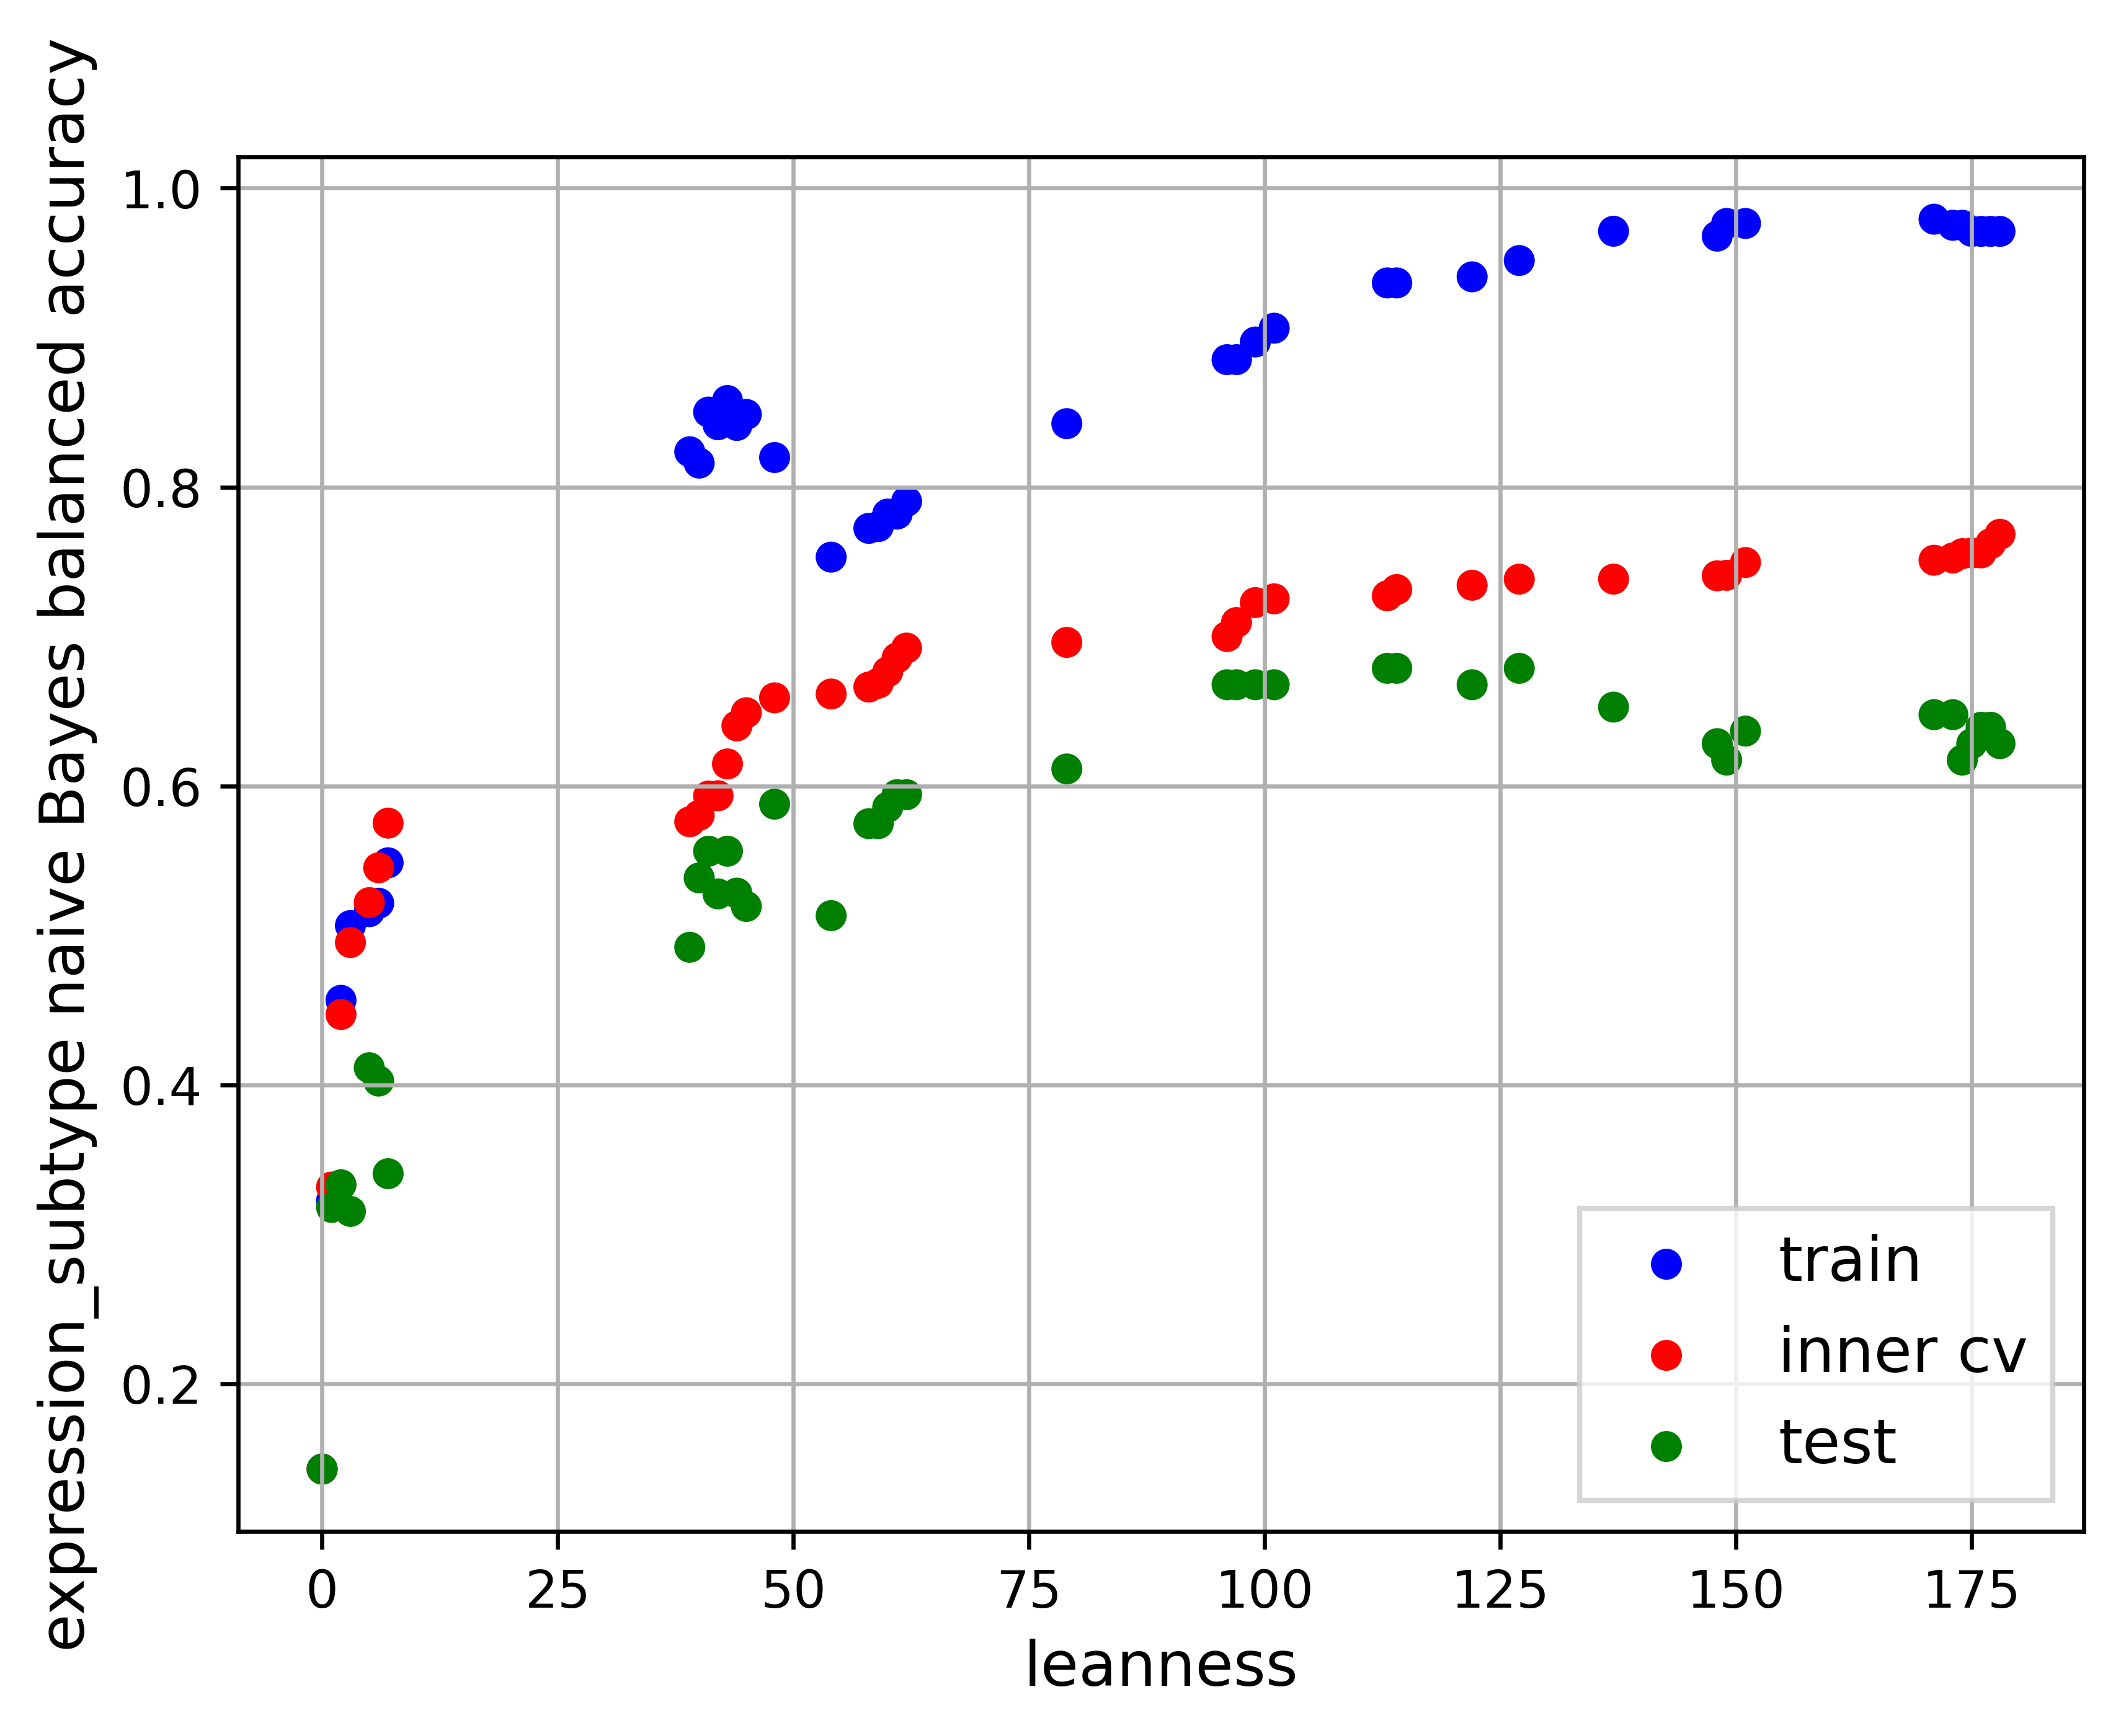 expression_subtype naive Bayes balanced accuracy
1.0
0.8
0.6
0.4
0.2
0 25 50 75 100 125 150 175
leanness
train
inner cv
test